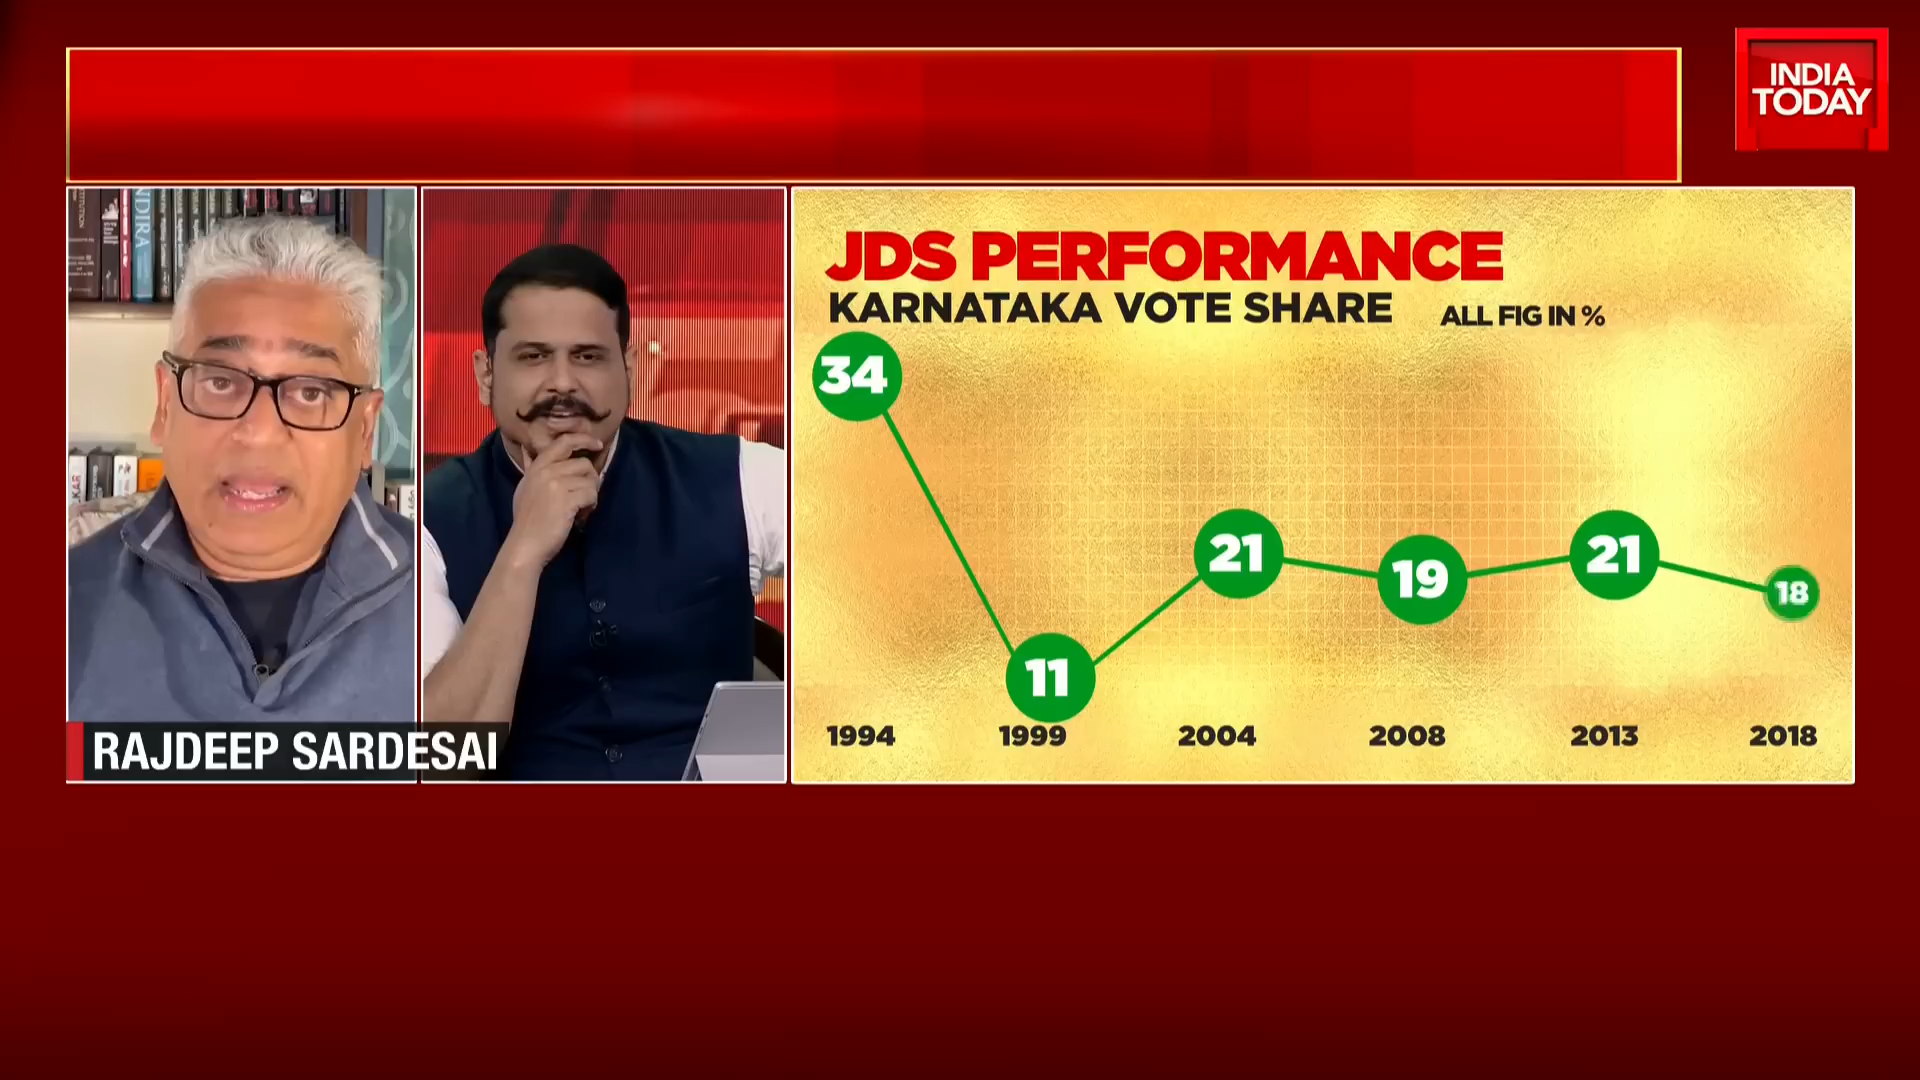 INDIA
TODAY
NDIRA
JDS PERFORMANCE
KARNATAKA VOTE SHARE ALL FIG IN %
34
11
21
19
21
18
1994 1999 2004 2008 2013 2018
RAJDEEP SARDESAI